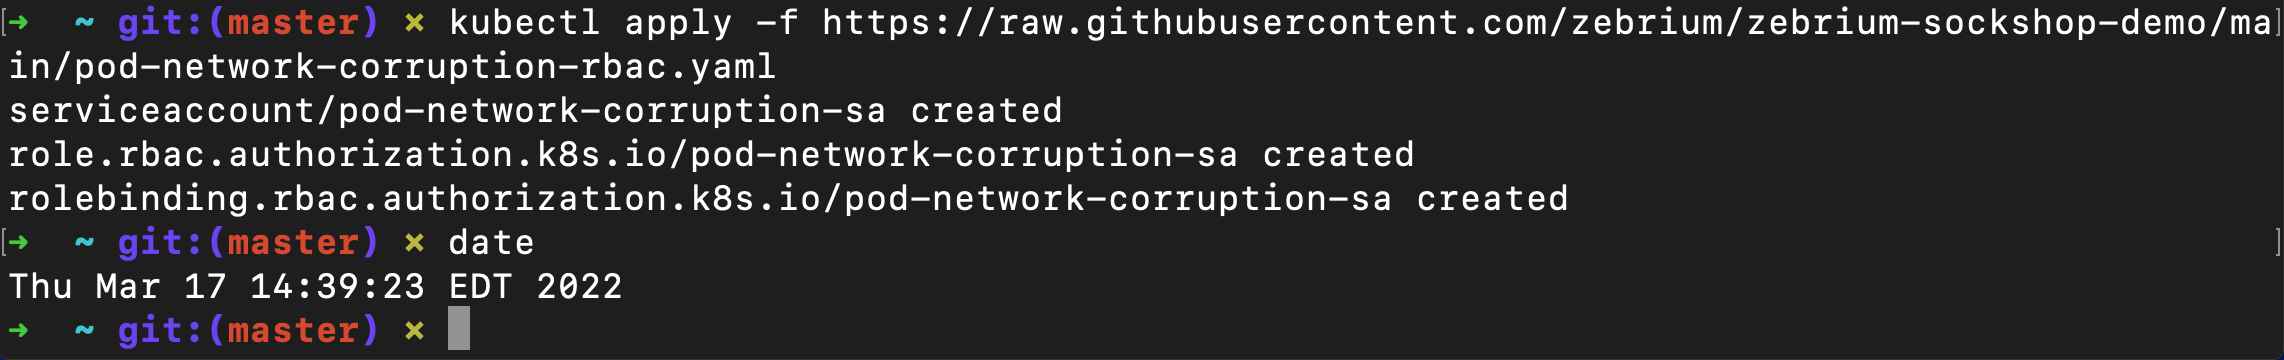 [➜  ~ git:(master) ✗ kubectl apply -f https://raw.githubusercontent.com/zebrium/zebrium-sockshop-demo/ma]
in/pod-network-corruption-rbac.yaml
serviceaccount/pod-network-corruption-sa created
role.rbac.authorization.k8s.io/pod-network-corruption-sa created
rolebinding.rbac.authorization.k8s.io/pod-network-corruption-sa created
[➜  ~ git:(master) ✗ date ]
Thu Mar 17 14:39:23 EDT 2022
➜  ~ git:(master) ✗